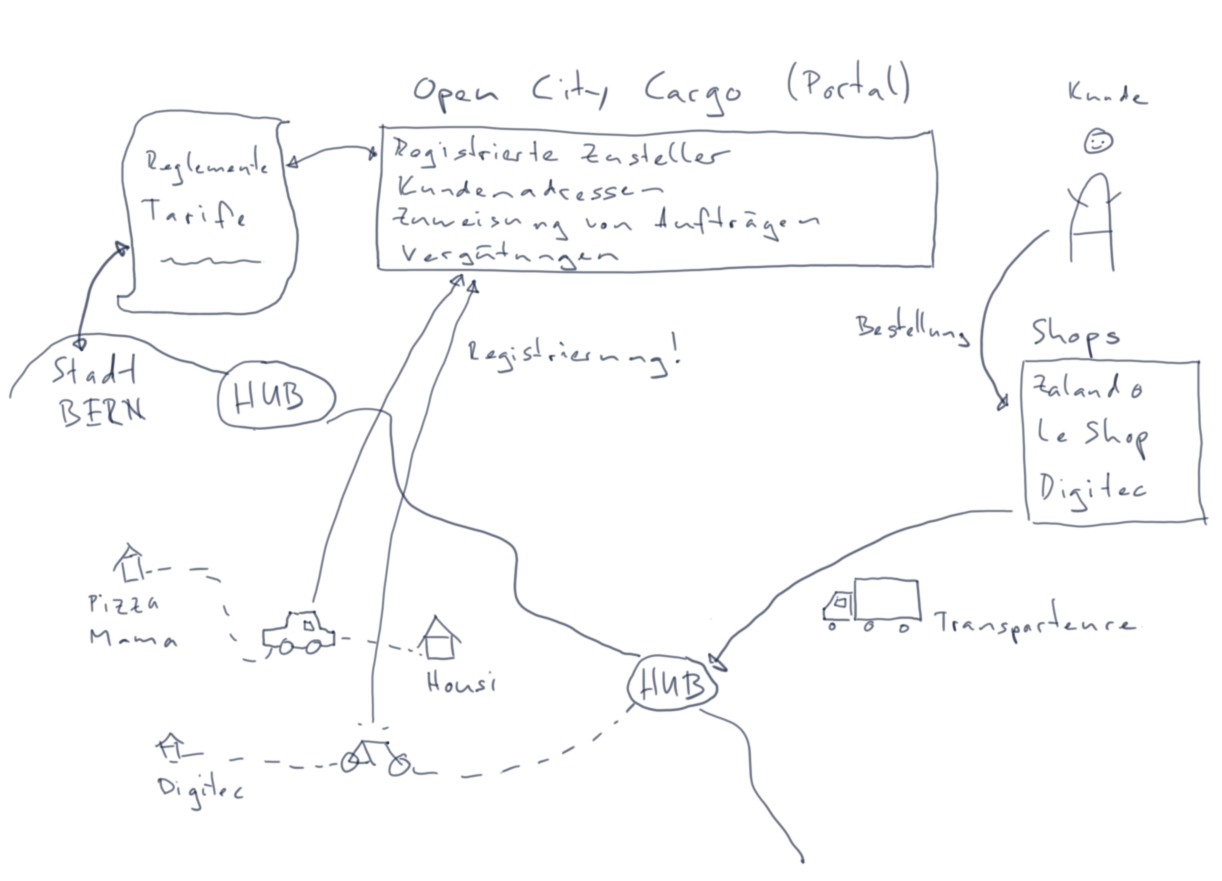 Open City Cargo (Portal)
Kunde
Reglemente
Tarife
Registrierte Zusteller
Kundenadressen
Zuweisung von Aufträgen
Vergütungen
Bestellung
Shops
Zalando
Le Shop
Digitec
Registrierung!
Stadt
BERN
HUB
Pizza
Mama
Housi
HUB
Transporteure
Digitec